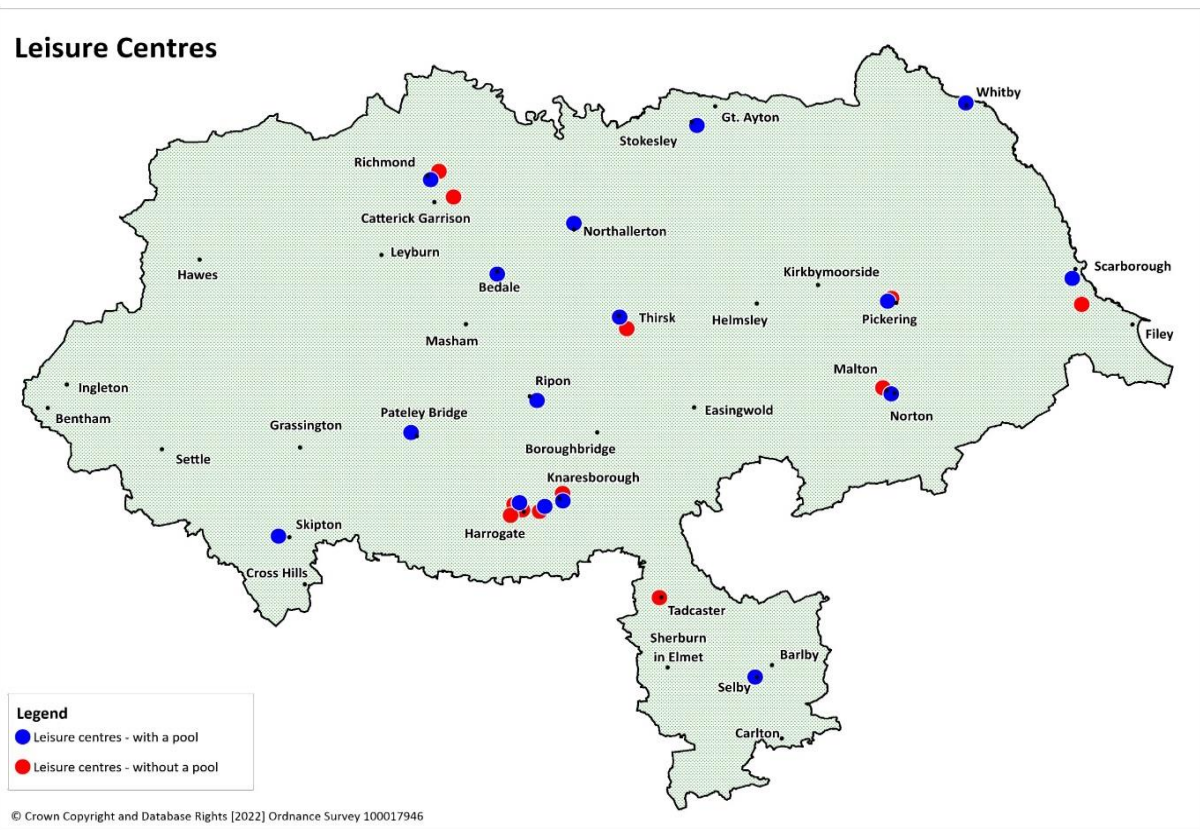 Leisure Centres
Whitby
Gt. Ayton
Stokesley
Richmond
Catterick Garrison
Northallerton
Leyburn
Hawes
Bedale
Scarborough
Kirkbymoorside
Thirsk
Helmsley
Pickering
Filey
Masham
Malton
Ripon
Ingleton
Bentham
Pateley Bridge
Easingwold
Norton
Grassington
Boroughbridge
Settle
Knaresborough
Skipton
Harrogate
Cross Hills
Tadcaster
Sherburn
in Elmet
Barlby
Selby
Carlton
Legend
Leisure centres - with a pool
Leisure centres - without a pool
© Crown Copyright and Database Rights [2022] Ordnance Survey 100017946